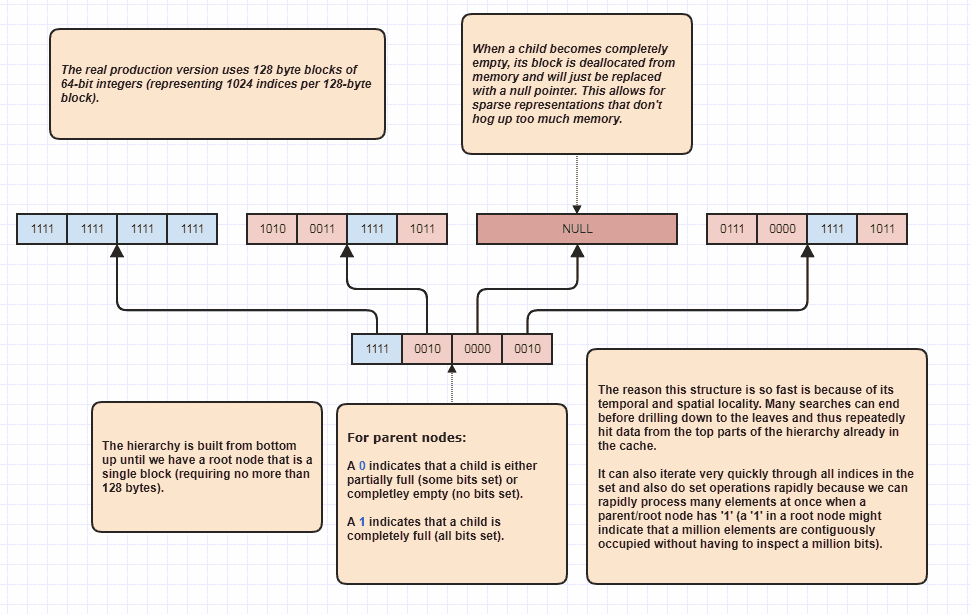 The real production version uses 128 byte blocks of
64-bit integers (representing 1024 indices per 128-byte
block).
When a child becomes completely
empty, its block is deallocated from
memory and will just be replaced
with a null pointer. This allows for
sparse representations that don't
hog up too much memory.
1111 1111 1111 1111
1010 0011 1111 1011
NULL
0111 0000 1111 1011
1111 0010 0000 0010
The hierarchy is built from bottom
up until we have a root node that is a
single block (requiring no more than
128 bytes).
For parent nodes:
A 0 indicates that a child is either
partially full (some bits set) or
completley empty (no bits set).
A 1 indicates that a child is
completely full (all bits set).
The reason this structure is so fast is because of its
temporal and spatial locality. Many searches can end
before drilling down to the leaves and thus repeatedly
hit data from the top parts of the hierarchy already in
the cache.
It can also iterate very quickly through all indices in the
set and also do set operations rapidly because we can
rapidly process many elements at once when a
parent/root node has '1' (a '1' in a root node might
indicate that a million elements are contiguously
occupied without having to inspect a million bits).